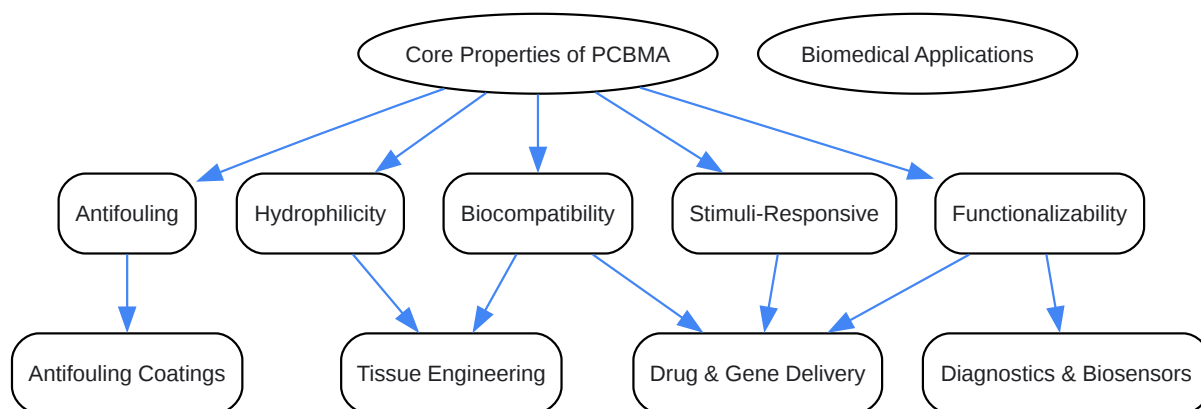 Core Properties of PCBMA
Biomedical Applications
Antifouling
Hydrophilicity
Biocompatibility
Stimuli-Responsive
Functionalizability
Antifouling Coatings
Tissue Engineering
Drug & Gene Delivery
Diagnostics & Biosensors